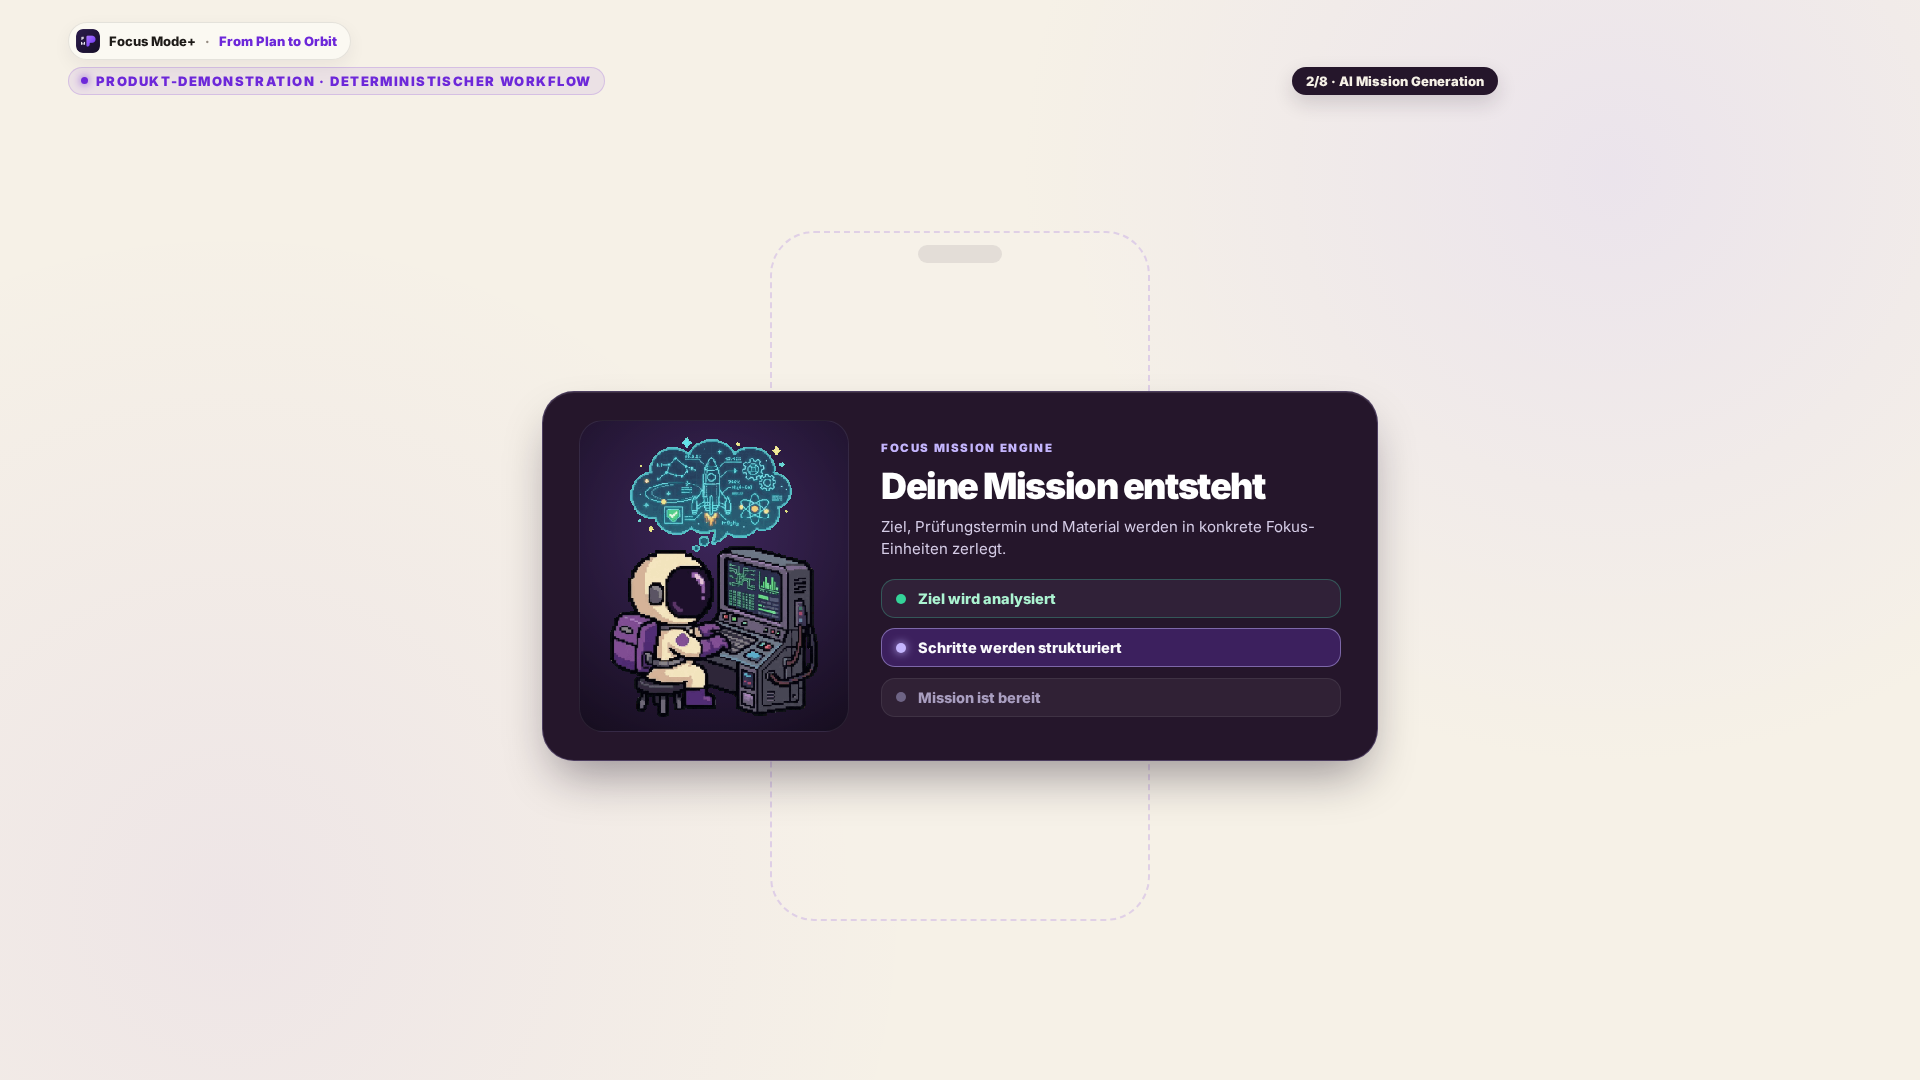 Focus Mode+ · From Plan to Orbit
PRODUKT-DEMONSTRATION · DETERMINISTISCHER WORKFLOW
2/8 · AI Mission Generation
FOCUS MISSION ENGINE
Deine Mission entsteht
Ziel, Prüfungstermin und Material werden in konkrete Fokus-
Einheiten zerlegt.
Ziel wird analysiert
Schritte werden strukturiert
Mission ist bereit